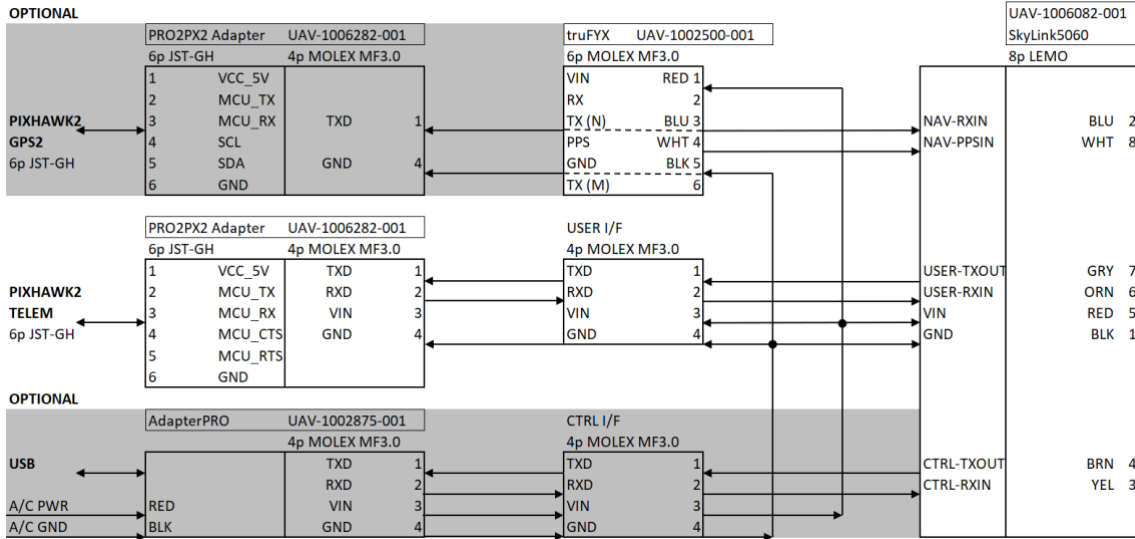 OPTIONAL
UAV-1006082-001
PRO2PX2 Adapter UAV-1006282-001
truFYX UAV-1002500-001
SkyLink5060
6p JST-GH 4p MOLEX MF3.0
6p MOLEX MF3.0
8p LEMO
1 VCC_5V
VIN RED 1
2 MCU_TX
RX 2
PIXHAWK2
3 MCU_RX TXD 1
TX (N) BLU 3
NAV-RXIN BLU 2
GPS2
4 SCL
PPS WHT 4
NAV-PPSIN WHT 8
6p JST-GH
5 SDA GND 4
GND BLK 5
6 GND
TX (M) 6
PRO2PX2 Adapter UAV-1006282-001
USER I/F
6p JST-GH 4p MOLEX MF3.0
4p MOLEX MF3.0
1 VCC_5V TXD 1
TXD 1
USER-TXOUT GRY 7
PIXHAWK2
2 MCU_TX RXD 2
RXD 2
USER-RXIN ORN 6
TELEM
3 MCU_RX VIN 3
VIN 3
VIN RED 5
6p JST-GH
4 MCU_CTS GND 4
GND 4
GND BLK 1
5 MCU_RTS
6 GND
OPTIONAL
AdapterPRO UAV-1002875-001
CTRL I/F
4p MOLEX MF3.0
4p MOLEX MF3.0
USB
TXD 1
TXD 1
CTRL-TXOUT BRN 4
RXD 2
RXD 2
CTRL-RXIN YEL 3
A/C PWR
RED VIN 3
VIN 3
A/C GND
BLK GND 4
GND 4